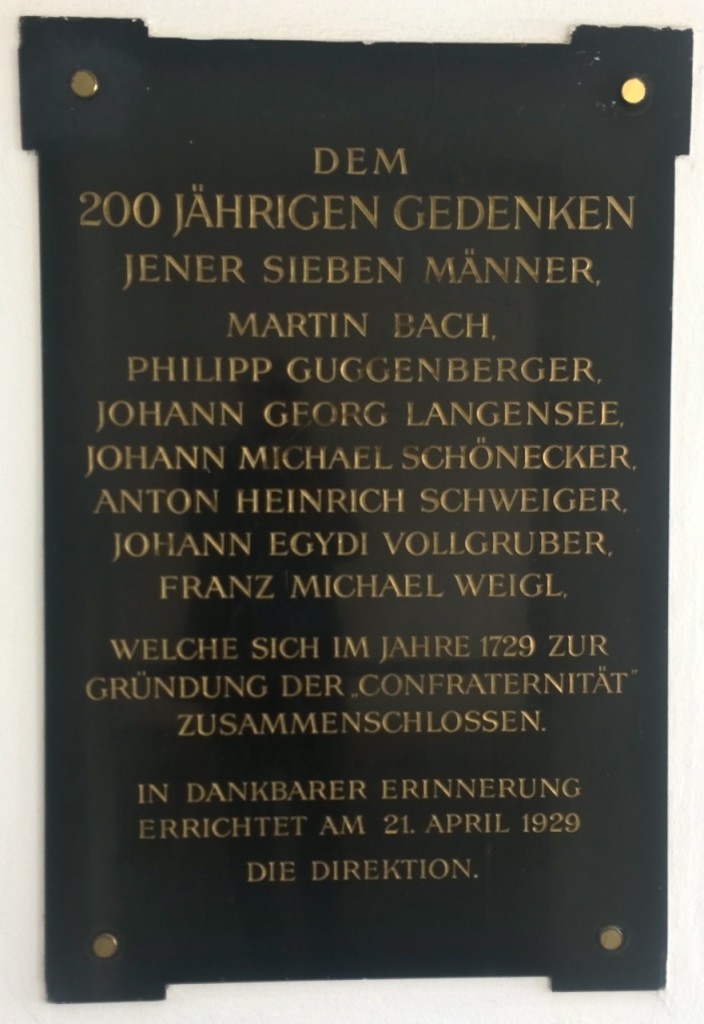 DEM
200 JÄHRIGEN GEDENKEN
JENER SIEBEN MÄNNER,
MARTIN BACH,
PHILIPP GUGGENBERGER,
JOHANN GEORG LANGENSEE,
JOHANN MICHAEL SCHÖNECKER,
ANTON HEINRICH SCHWEIGER,
JOHANN EGYDI VOLLGRUBER,
FRANZ MICHAEL WEIGL,
WELCHE SICH IM JAHRE 1729 ZUR
GRÜNDUNG DER „CONFRATERNITÄT"
ZUSAMMENSCHLOSSEN.
IN DANKBARER ERINNERUNG
ERRICHTET AM 21. APRIL 1929
DIE DIREKTION.